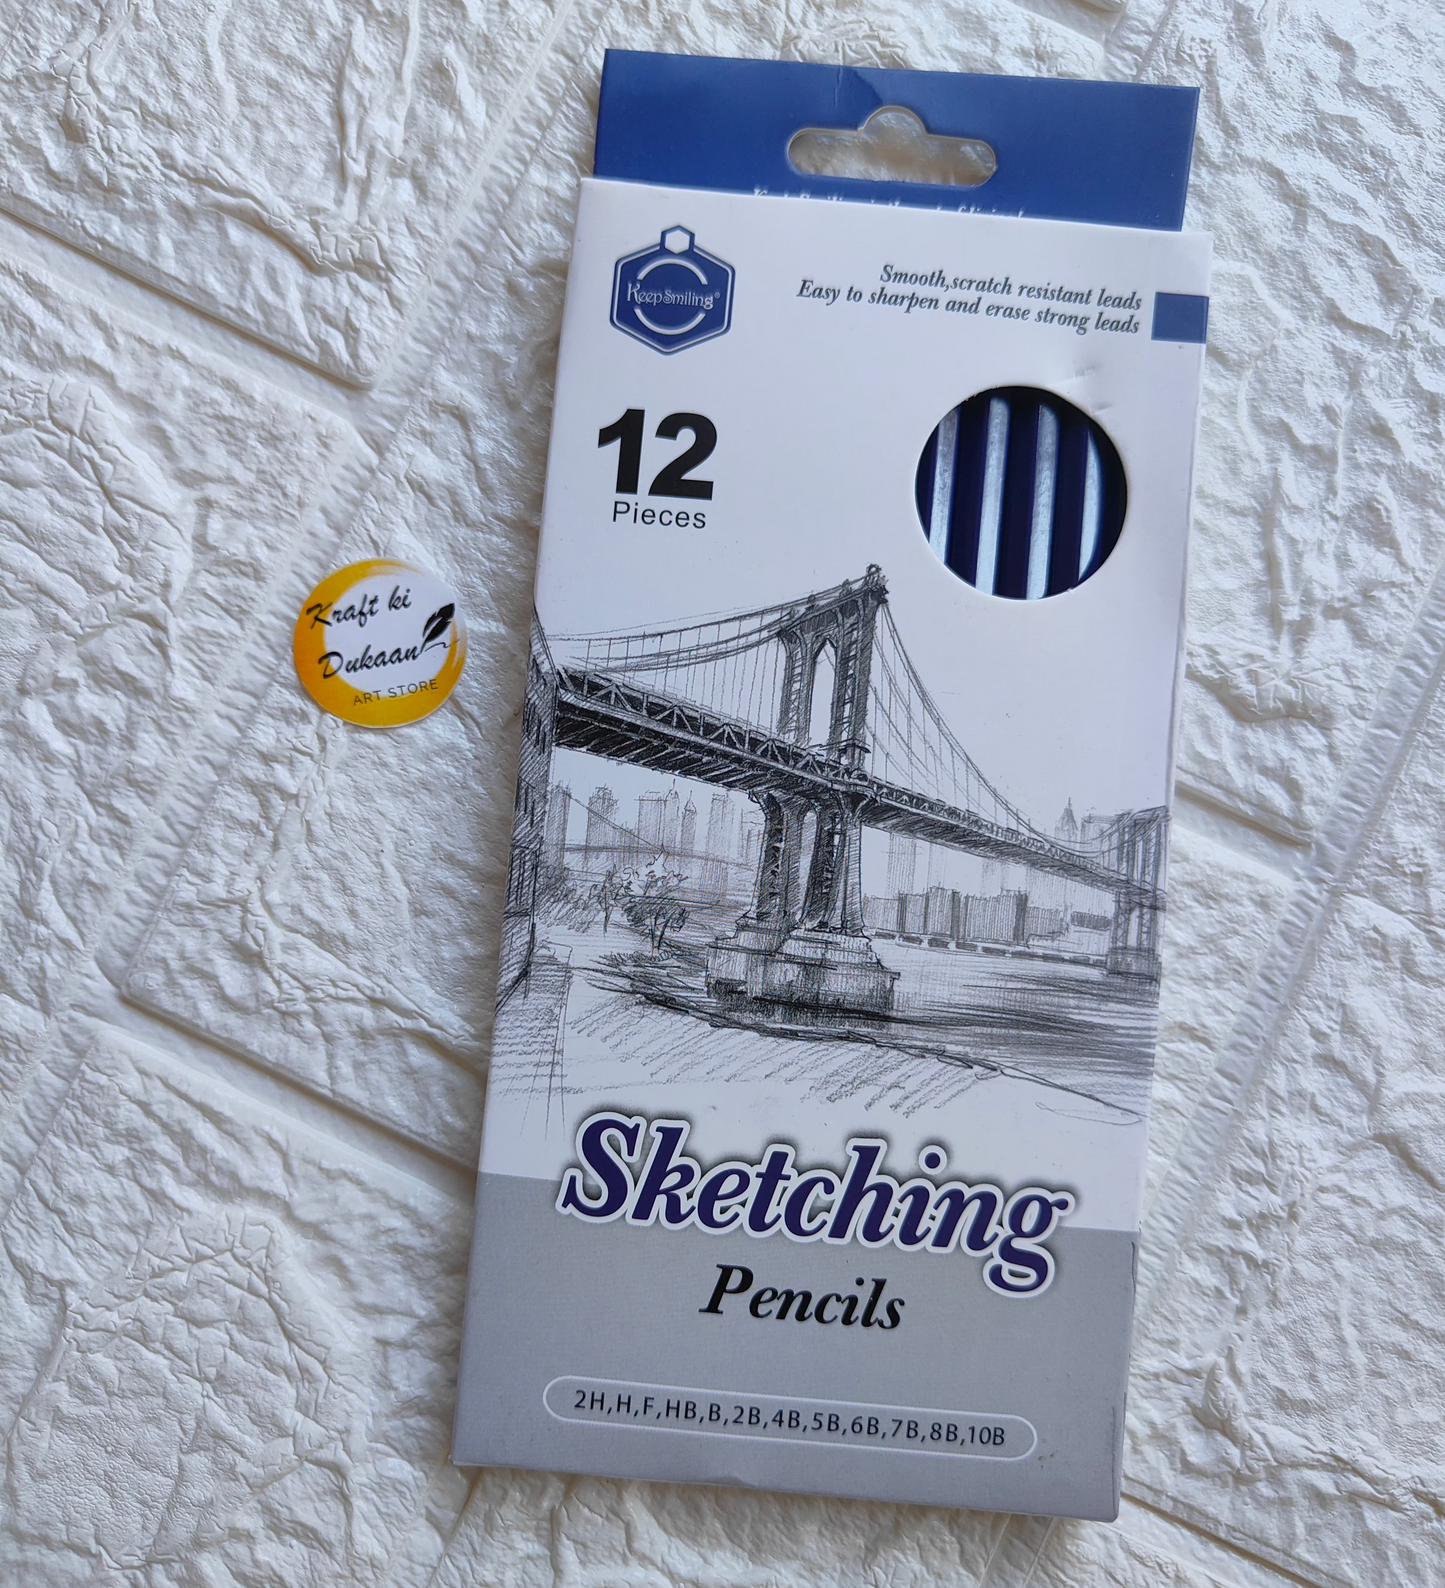 KeepSmiling®
Smooth,scratch resistant leads
Easy to sharpen and erase strong leads
12
Pieces
Kraft ki
Dukaan
ART STORE
Sketching
Pencils
2H,H,F,HB,B,2B,4B,5B,6B,7B,8B,10B